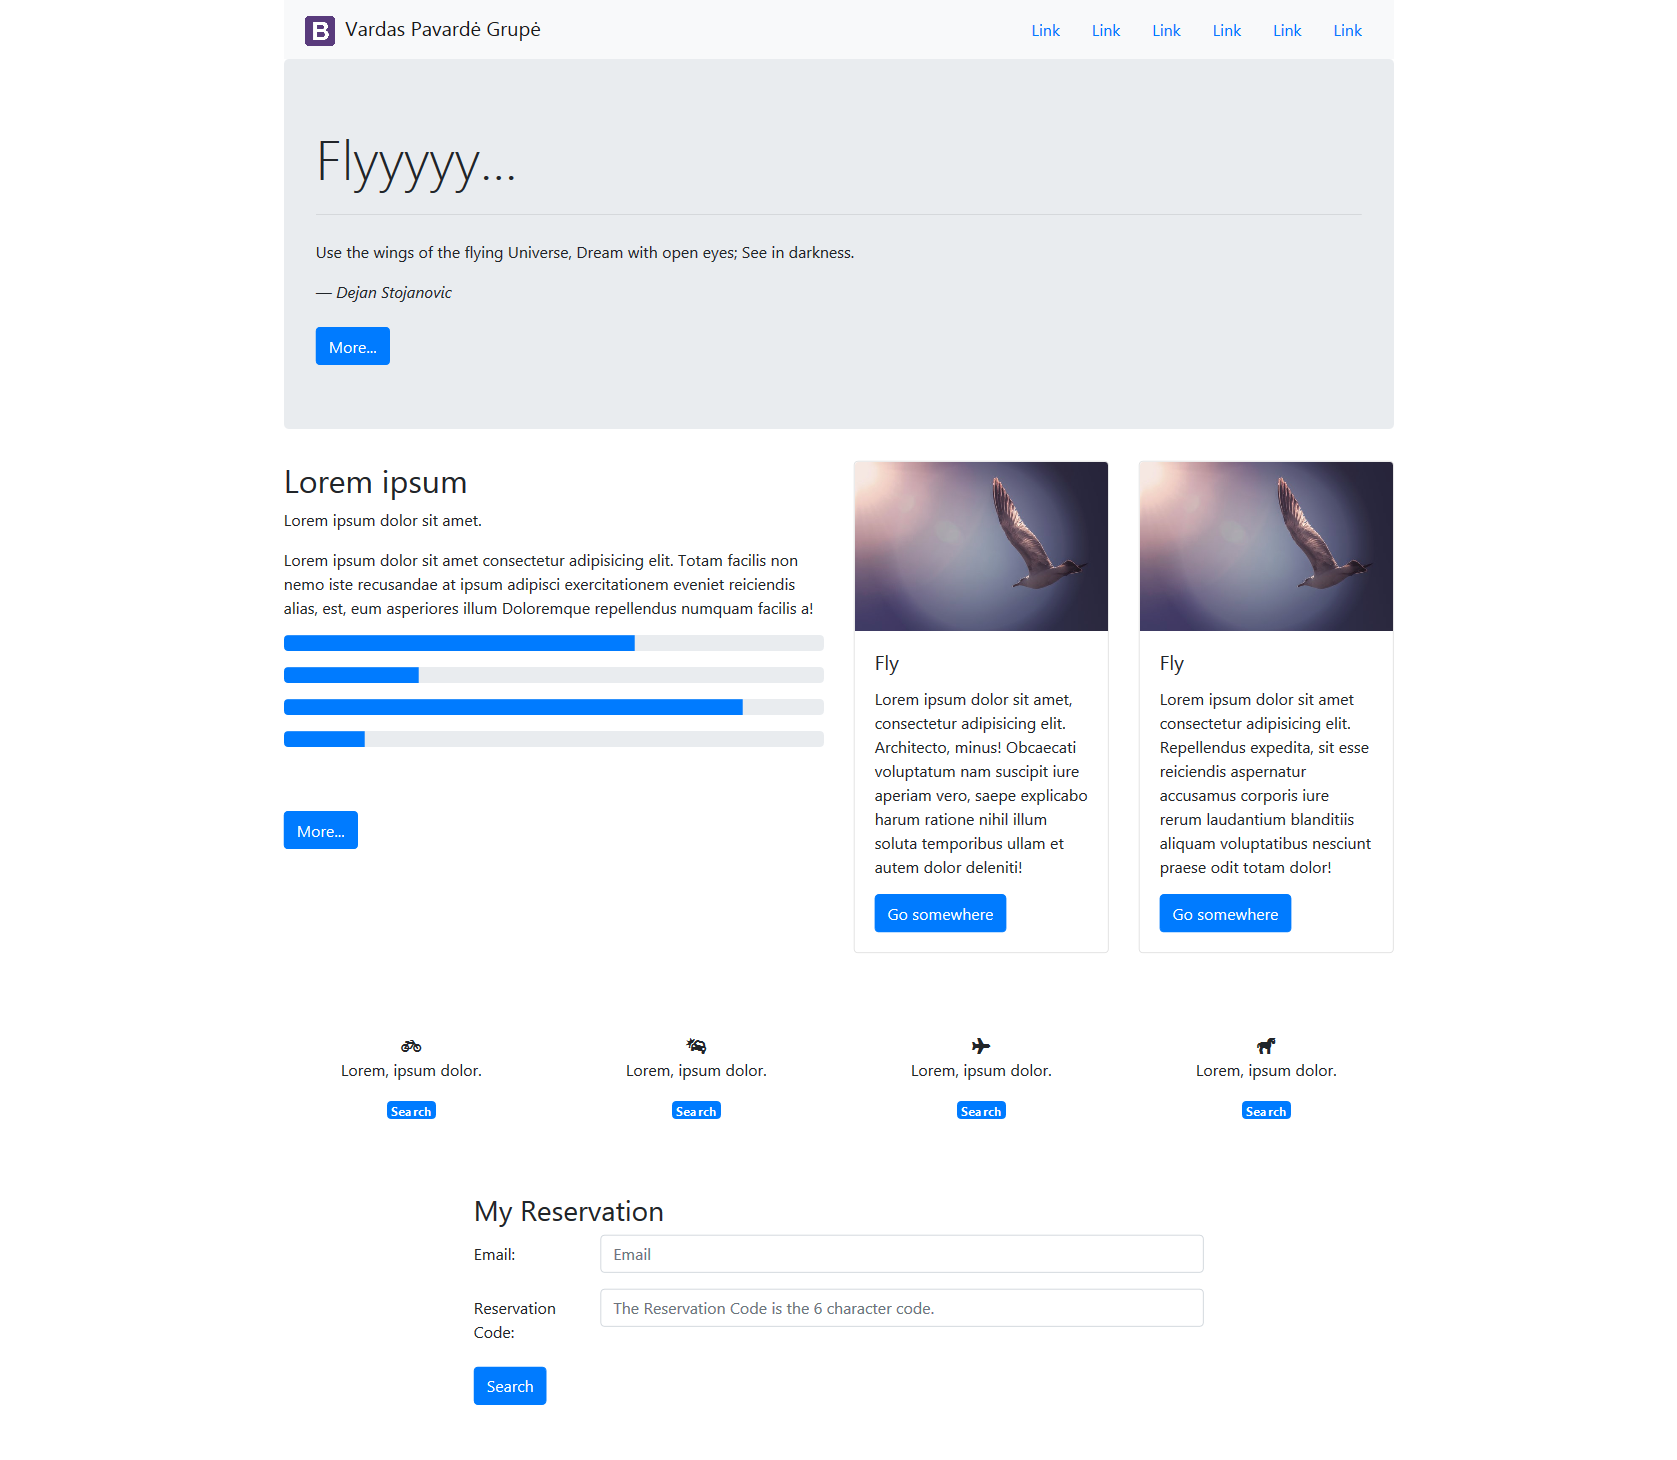 B Vardas Pavardė Grupė
Link Link Link Link Link Link
Flyyyyy...
Use the wings of the flying Universe, Dream with open eyes; See in darkness.
— Dejan Stojanovic
More...
Lorem ipsum
Lorem ipsum dolor sit amet.
Lorem ipsum dolor sit amet consectetur adipisicing elit. Totam facilis non
nemo iste recusandae at ipsum adipisci exercitationem eveniet reiciendis
alias, est, eum asperiores illum Doloremque repellendus numquam facilis a!
More...
Fly
Lorem ipsum dolor sit amet,
consectetur adipisicing elit.
Architecto, minus! Obcaecati
voluptatum nam suscipit iure
aperiam vero, saepe explicabo
harum ratione nihil illum
soluta temporibus ullam et
autem dolor deleniti!
Go somewhere
Fly
Lorem ipsum dolor sit amet
consectetur adipisicing elit.
Repellendus expedita, sit esse
reiciendis aspernatur
accusamus corporis iure
rerum laudantium blanditiis
aliquam voluptatibus nesciunt
praese odit totam dolor!
Go somewhere
Lorem, ipsum dolor.
Search
Lorem, ipsum dolor.
Search
Lorem, ipsum dolor.
Search
Lorem, ipsum dolor.
Search
My Reservation
Email:
Email
Reservation
Code:
The Reservation Code is the 6 character code.
Search